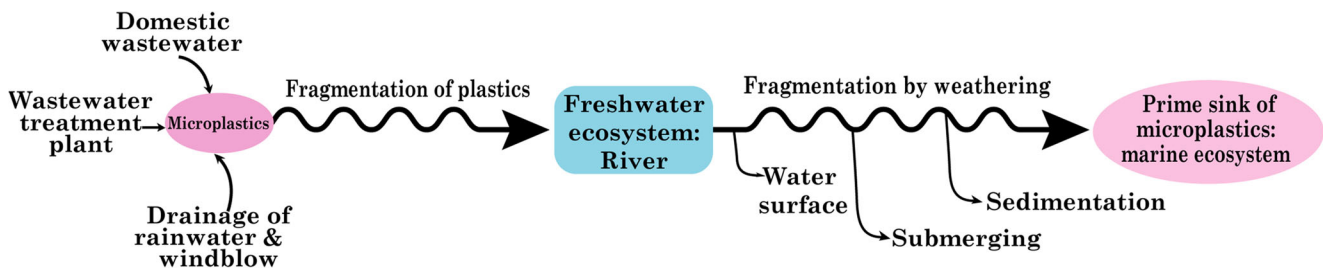 Domestic
wastewater
Wastewater
treatment
plant
Microplastics
Drainage of
rainwater &
windblow
Fragmentation of plastics
Freshwater
ecosystem:
River
Fragmentation by weathering
Water
surface
Submerging
Sedimentation
Prime sink of
microplastics:
marine ecosystem